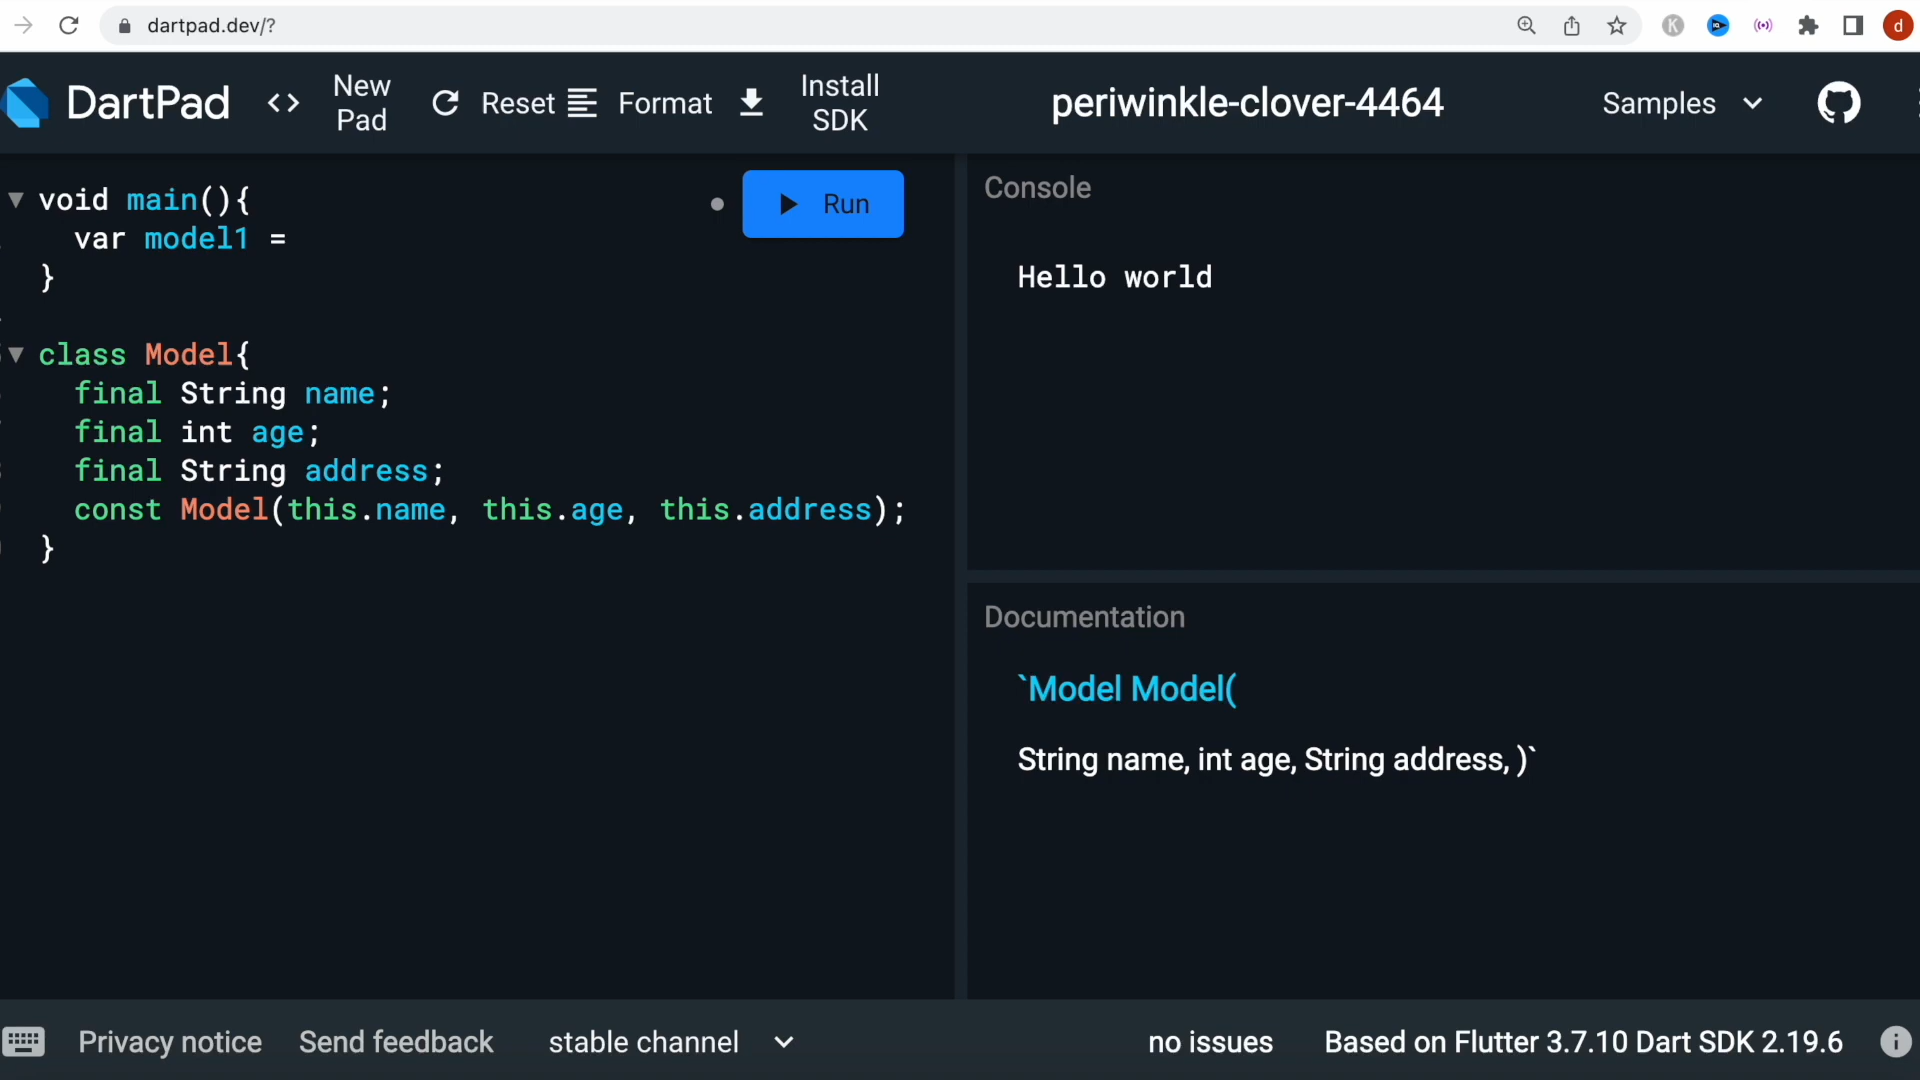 dartpad.dev/?
K
d
DartPad
<>
New
Pad
Reset
Format
Install
SDK
periwinkle-clover-4464
Samples
void main(){
var model1 =
}
class Model{
final String name;
final int age;
final String address;
const Model(this.name, this.age, this.address);
}
Run
Console
Hello world
Documentation
`Model Model(
String name, int age, String address, )`
Privacy notice
Send feedback
stable channel
no issues
Based on Flutter 3.7.10 Dart SDK 2.19.6